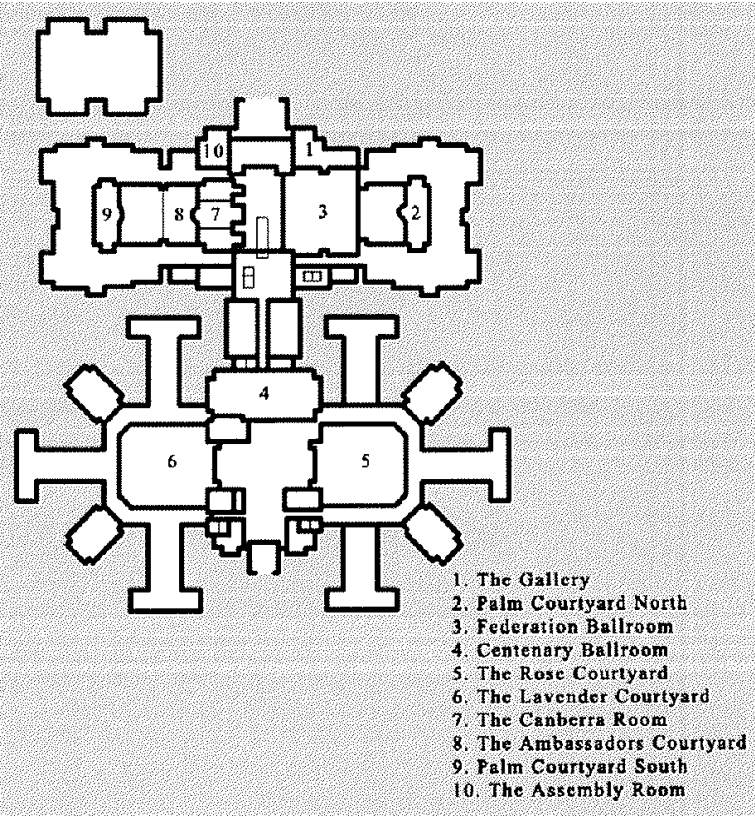 10
1
9
8
7
3
2
4
6
5
1. The Gallery
2. Palm Courtyard North
3. Federation Ballroom
4. Centenary Ballroom
5. The Rose Courtyard
6. The Lavender Courtyard
7. The Canberra Room
8. The Ambassadors Courtyard
9. Palm Courtyard South
10. The Assembly Room